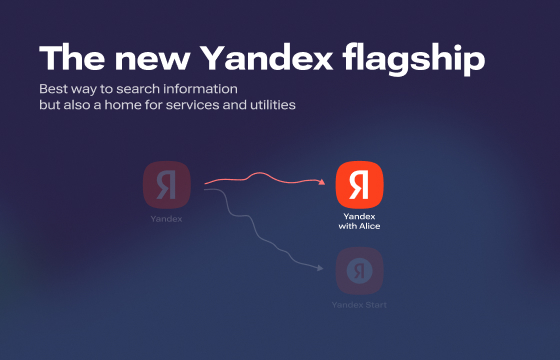 The new Yandex flagship
Best way to search information
but also a home for services and utilities
Я
Я
Yandex
Yandex
with Alice
Я
Yandex Start